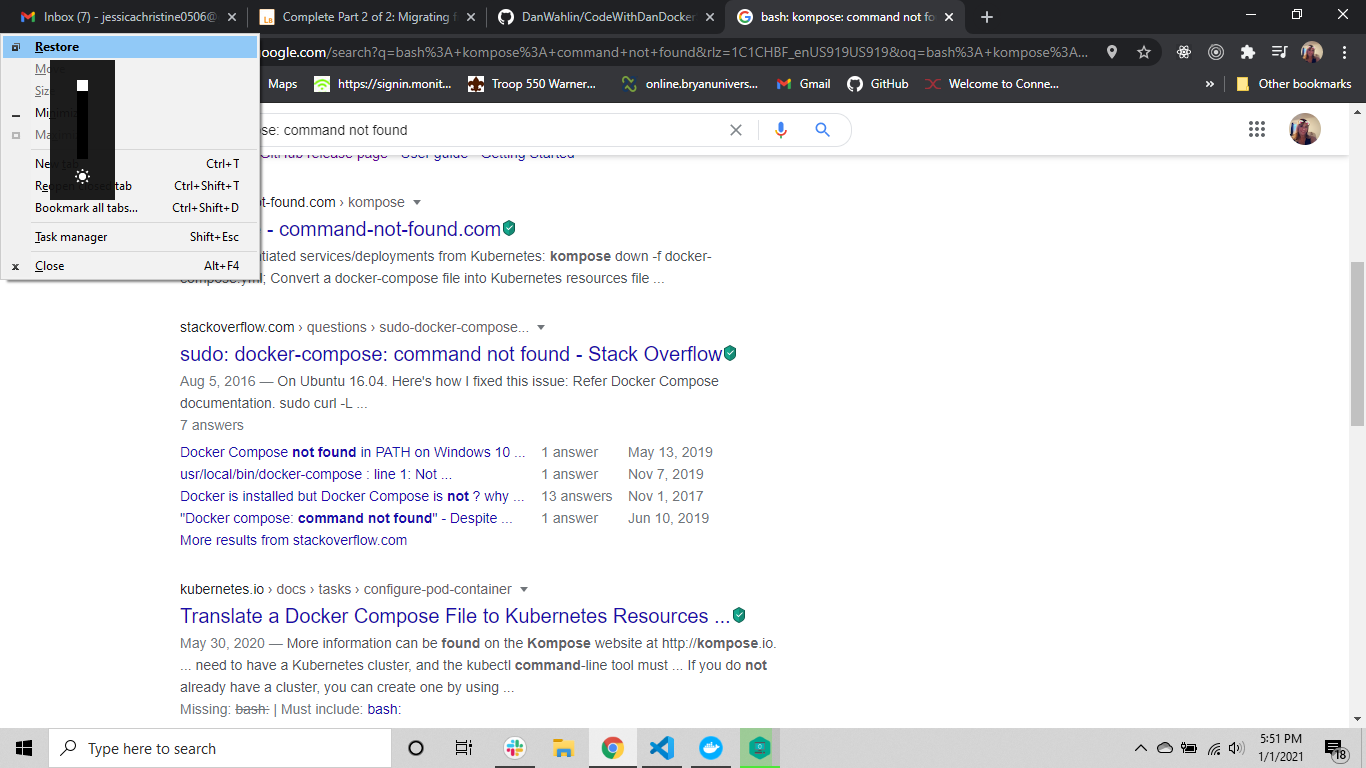 Inbox (7) - jessicachristine0506@
Complete Part 2 of 2: Migrating f
DanWahlin/CodeWithDanDocker
bash: kompose: command not fo
Restore
oogle.com/search?q=bash%3A+kompose%3A+command+not+found&rlz=1C1CHBF_enUS919US919&oq=bash%3A+kompose%3A...
Maps
https://signin.monit...
Troop 550 Warner...
online.bryanunivers...
Gmail
GitHub
Welcome to Conne...
»
Other bookmarks
ose: command not found
GitHub release page · User guide · Getting Started
New tab Ctrl+T
Reopen closed tab Ctrl+Shift+T
Bookmark all tabs... Ctrl+Shift+D
Task manager Shift+Esc
Close Alt+F4
ot-found.com › kompose
- command-not-found.com
ntiated services/deployments from Kubernetes: kompose down -f docker-
compose.yml; Convert a docker-compose file into Kubernetes resources file ...
stackoverflow.com › questions › sudo-docker-compose...
sudo: docker-compose: command not found - Stack Overflow
Aug 5, 2016 — On Ubuntu 16.04. Here's how I fixed this issue: Refer Docker Compose
documentation. sudo curl -L ...
7 answers
Docker Compose not found in PATH on Windows 10 ... 1 answer May 13, 2019
usr/local/bin/docker-compose : line 1: Not ... 1 answer Nov 7, 2019
Docker is installed but Docker Compose is not ? why ... 13 answers Nov 1, 2017
"Docker compose: command not found" - Despite ... 1 answer Jun 10, 2019
More results from stackoverflow.com
kubernetes.io › docs › tasks › configure-pod-container
Translate a Docker Compose File to Kubernetes Resources ...
May 30, 2020 — More information can be found on the Kompose website at http://kompose.io.
... need to have a Kubernetes cluster, and the kubectl command-line tool must ... If you do not
already have a cluster, you can create one by using ...
Missing: bash: | Must include: bash:
Type here to search
5:51 PM
1/1/2021
18